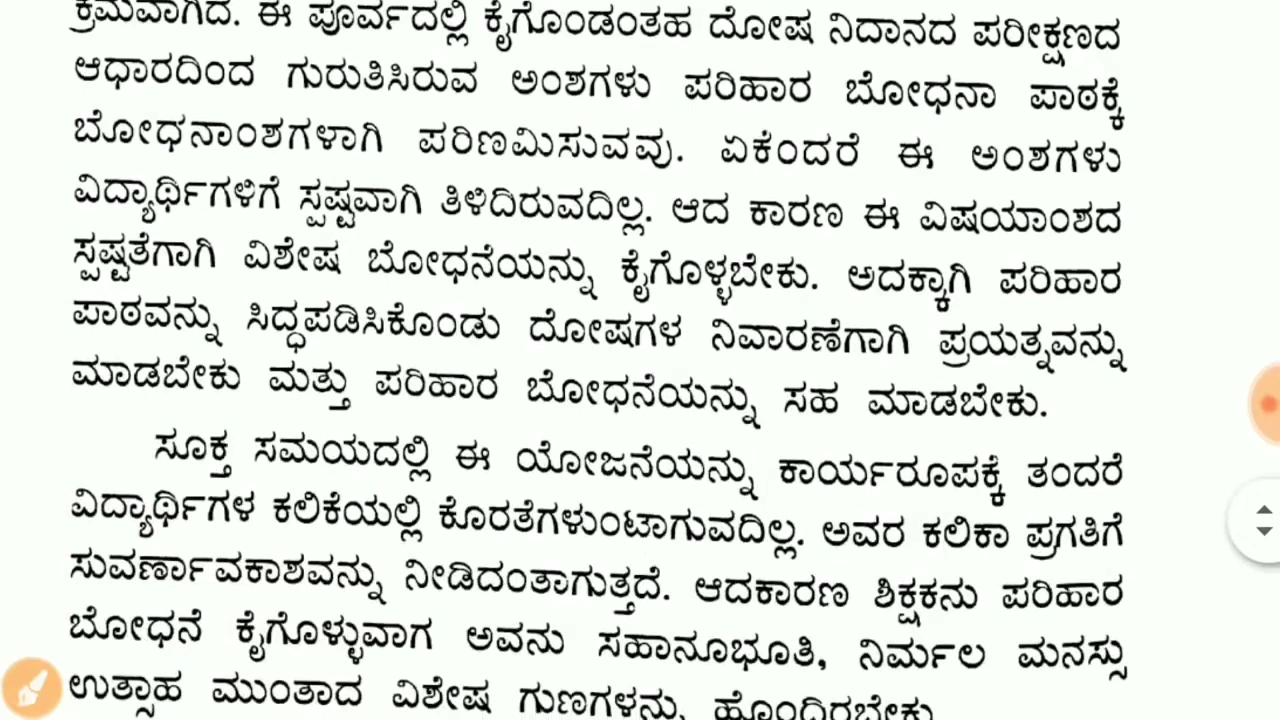 ಕ್ರಮವಾಗಿದೆ. ಈ ಪೂರ್ವದಲ್ಲಿ ಕೈಗೊಂಡಂತಹ ದೋಷ ನಿದಾನದ ಪರೀಕ್ಷಣದ
ಆಧಾರದಿಂದ ಗುರುತಿಸಿರುವ ಅಂಶಗಳು ಪರಿಹಾರ ಬೋಧನಾ ಪಾಠಕ್ಕೆ
ಬೋಧನಾಂಶಗಳಾಗಿ ಪರಿಣಮಿಸುವವು. ಏಕೆಂದರೆ ಈ ಅಂಶಗಳು
ವಿದ್ಯಾರ್ಥಿಗಳಿಗೆ ಸ್ಪಷ್ಟವಾಗಿ ತಿಳಿದಿರುವದಿಲ್ಲ. ಆದ ಕಾರಣ ಈ ವಿಷಯಾಂಶದ
ಸ್ಪಷ್ಟತೆಗಾಗಿ ವಿಶೇಷ ಬೋಧನೆಯನ್ನು ಕೈಗೊಳ್ಳಬೇಕು. ಅದಕ್ಕಾಗಿ ಪರಿಹಾರ
ಪಾಠವನ್ನು ಸಿದ್ಧಪಡಿಸಿಕೊಂಡು ದೋಷಗಳ ನಿವಾರಣೆಗಾಗಿ ಪ್ರಯತ್ನವನ್ನು
ಮಾಡಬೇಕು ಮತ್ತು ಪರಿಹಾರ ಬೋಧನೆಯನ್ನು ಸಹ ಮಾಡಬೇಕು.
ಸೂಕ್ತ ಸಮಯದಲ್ಲಿ ಈ ಯೋಜನೆಯನ್ನು ಕಾರ್ಯರೂಪಕ್ಕೆ ತಂದರೆ
ವಿದ್ಯಾರ್ಥಿಗಳ ಕಲಿಕೆಯಲ್ಲಿ ಕೊರತೆಗಳುಂಟಾಗುವದಿಲ್ಲ. ಅವರ ಕಲಿಕಾ ಪ್ರಗತಿಗೆ
ಸುವರ್ಣಾವಕಾಶವನ್ನು ನೀಡಿದಂತಾಗುತ್ತದೆ. ಆದಕಾರಣ ಶಿಕ್ಷಕನು ಪರಿಹಾರ
ಬೋಧನೆ ಕೈಗೊಳ್ಳುವಾಗ ಅವನು ಸಹಾನೂಭೂತಿ, ನಿರ್ಮಲ ಮನಸ್ಸು
ಉತ್ಸಾಹ ಮುಂತಾದ ವಿಶೇಷ ಗುಣಗಳನ್ನು ಹೊಂದಿರಬೇಕು